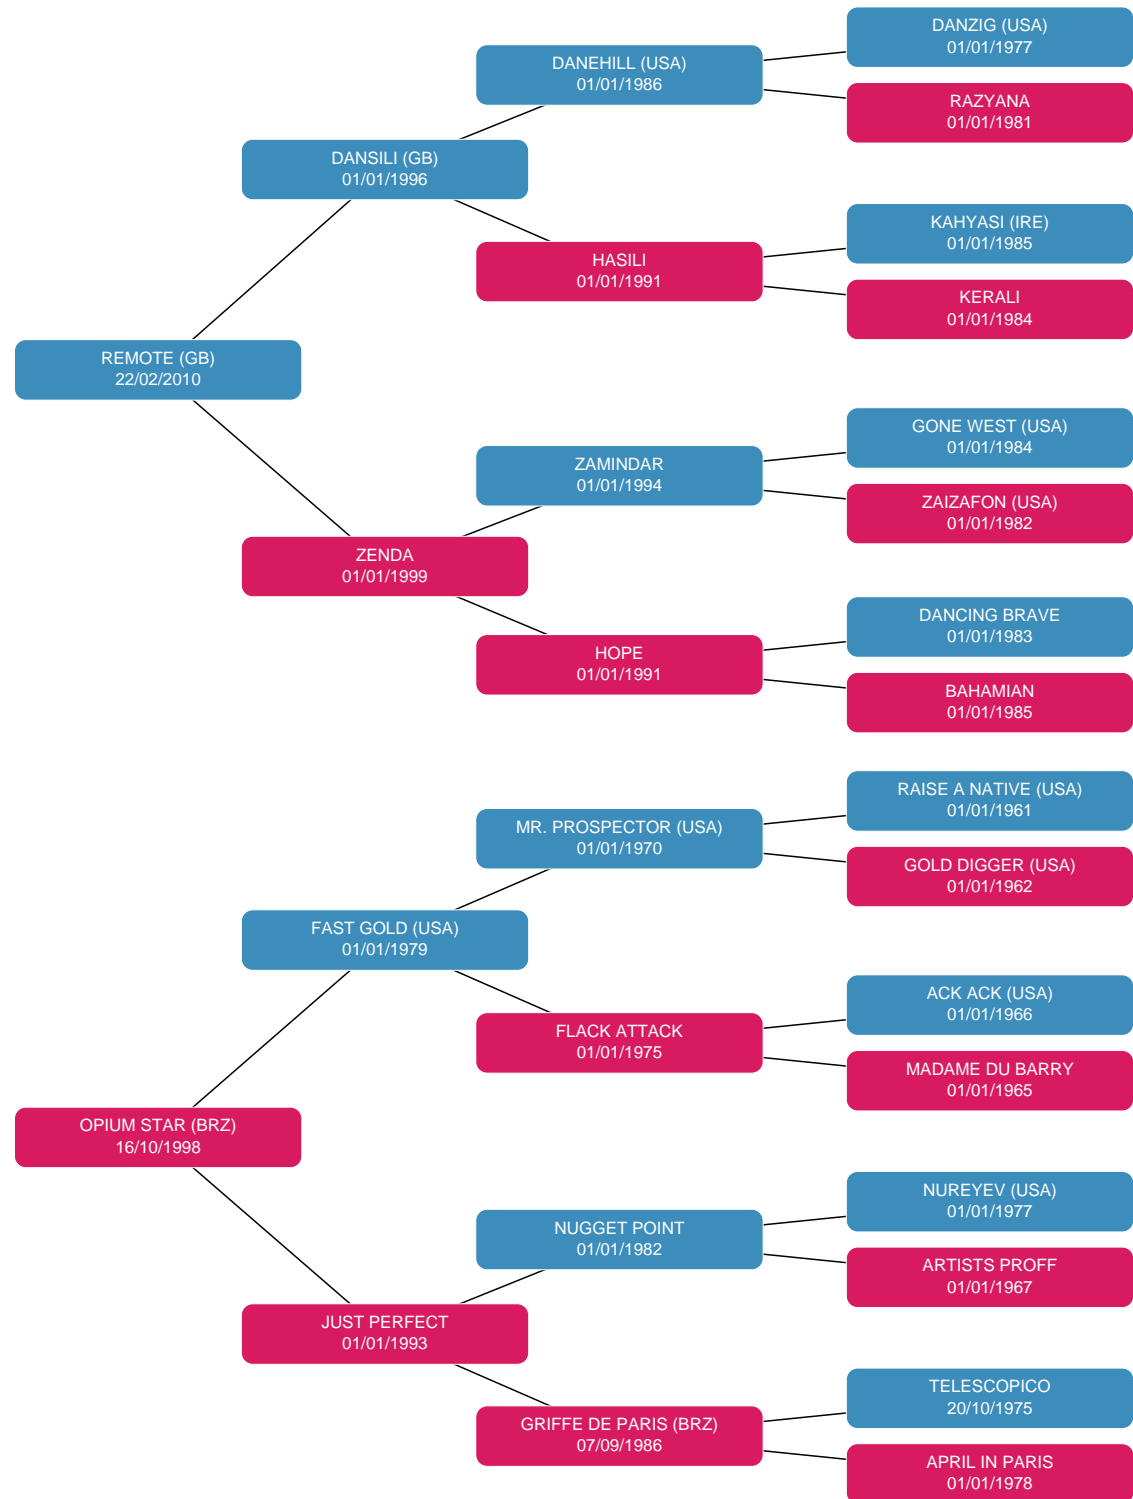 DANZIG (USA)
01/01/1977
DANEHILL (USA)
01/01/1986
RAZYANA
01/01/1981
DANSILI (GB)
01/01/1996
KAHYASI (IRE)
01/01/1985
HASILI
01/01/1991
KERALI
01/01/1984
REMOTE (GB)
22/02/2010
GONE WEST (USA)
01/01/1984
ZAMINDAR
01/01/1994
ZAIZAFON (USA)
01/01/1982
ZENDA
01/01/1999
DANCING BRAVE
01/01/1983
HOPE
01/01/1991
BAHAMIAN
01/01/1985
RAISE A NATIVE (USA)
01/01/1961
MR. PROSPECTOR (USA)
01/01/1970
GOLD DIGGER (USA)
01/01/1962
FAST GOLD (USA)
01/01/1979
ACK ACK (USA)
01/01/1966
FLACK ATTACK
01/01/1975
MADAME DU BARRY
01/01/1965
OPIUM STAR (BRZ)
16/10/1998
NUREYEV (USA)
01/01/1977
NUGGET POINT
01/01/1982
ARTISTS PROFF
01/01/1967
JUST PERFECT
01/01/1993
TELESCOPICO
20/10/1975
GRIFFE DE PARIS (BRZ)
07/09/1986
APRIL IN PARIS
01/01/1978